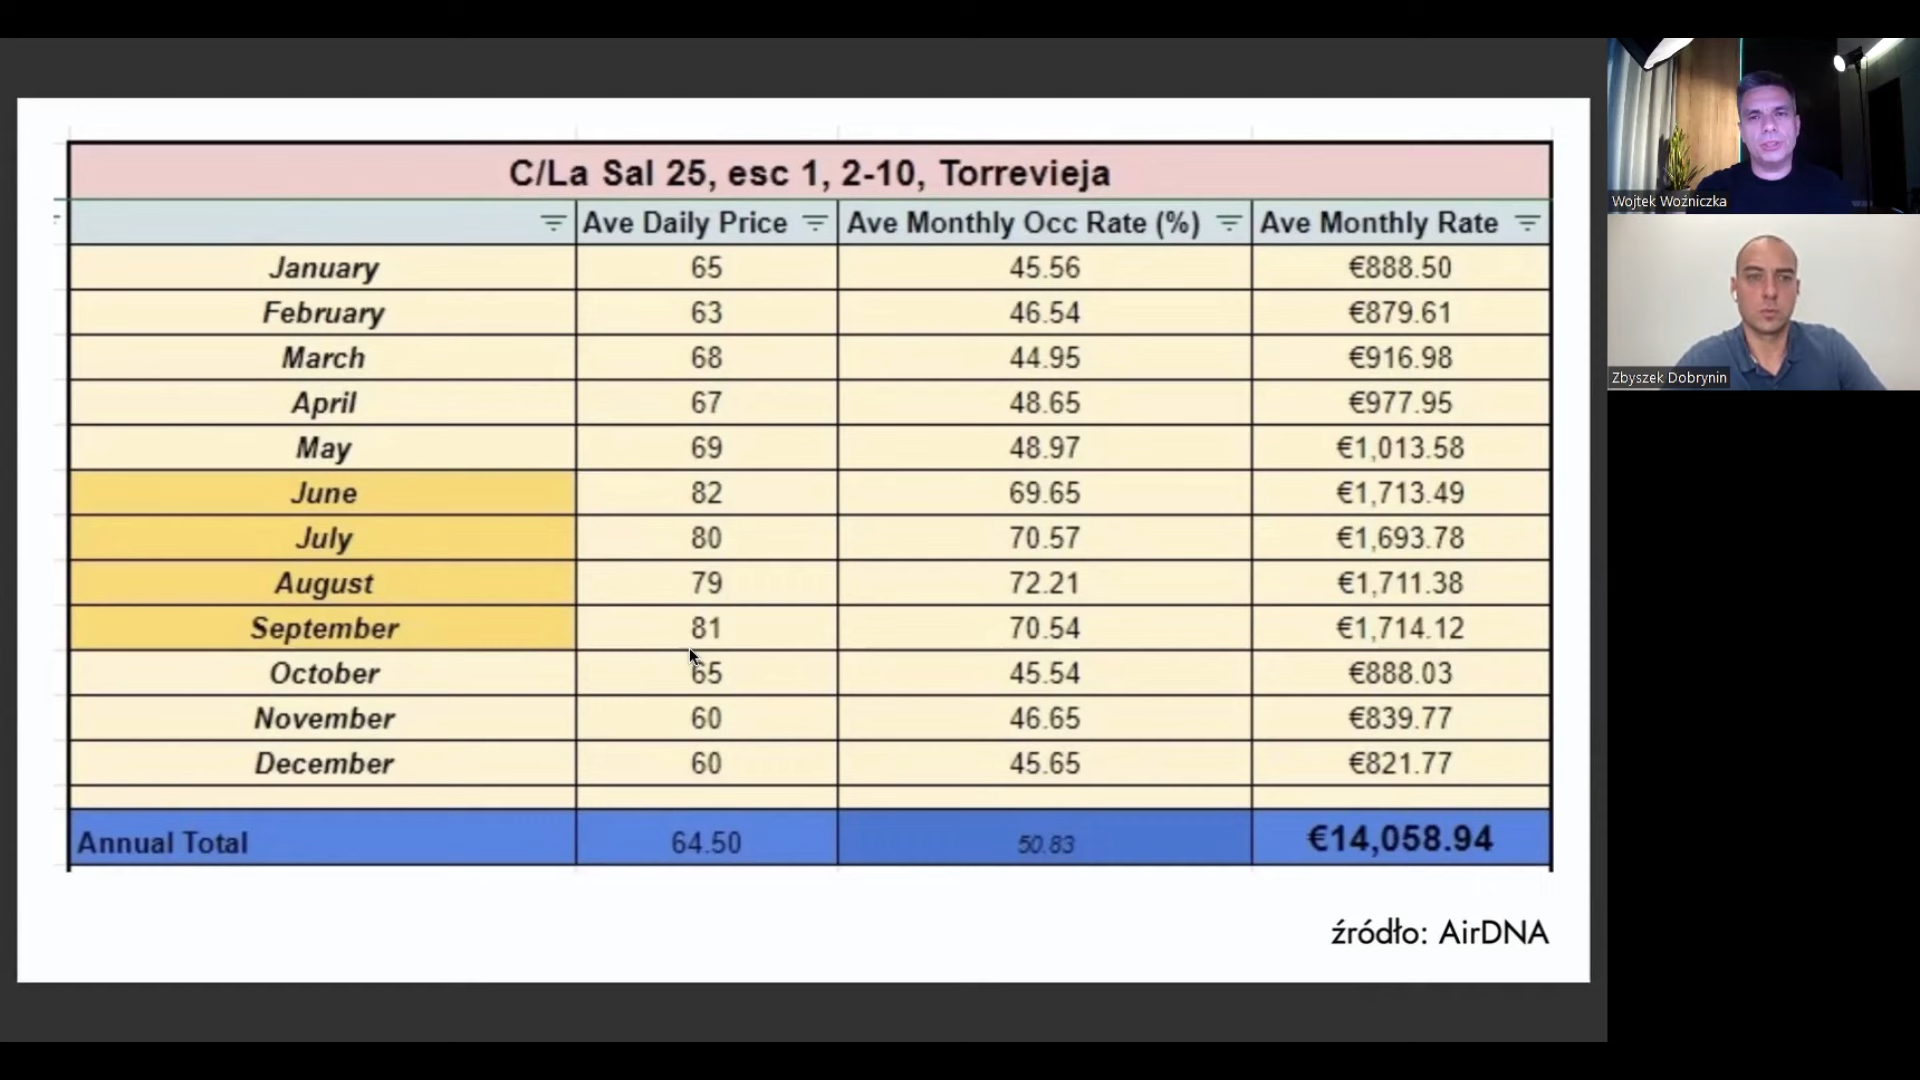 C/La Sal 25, esc 1, 2-10, Torrevieja
Ave Daily Price Ave Monthly Occ Rate (%) Ave Monthly Rate
January 65 45.56 €888.50
February 63 46.54 €879.61
March 68 44.95 €916.98
April 67 48.65 €977.95
May 69 48.97 €1,013.58
June 82 69.65 €1,713.49
July 80 70.57 €1,693.78
August 79 72.21 €1,711.38
September 81 70.54 €1,714.12
October 65 45.54 €888.03
November 60 46.65 €839.77
December 60 45.65 €821.77
Annual Total 64.50 50.83 €14,058.94
źródło: AirDNA
Wojtek Woźniczka
Zbyszek Dobrynin